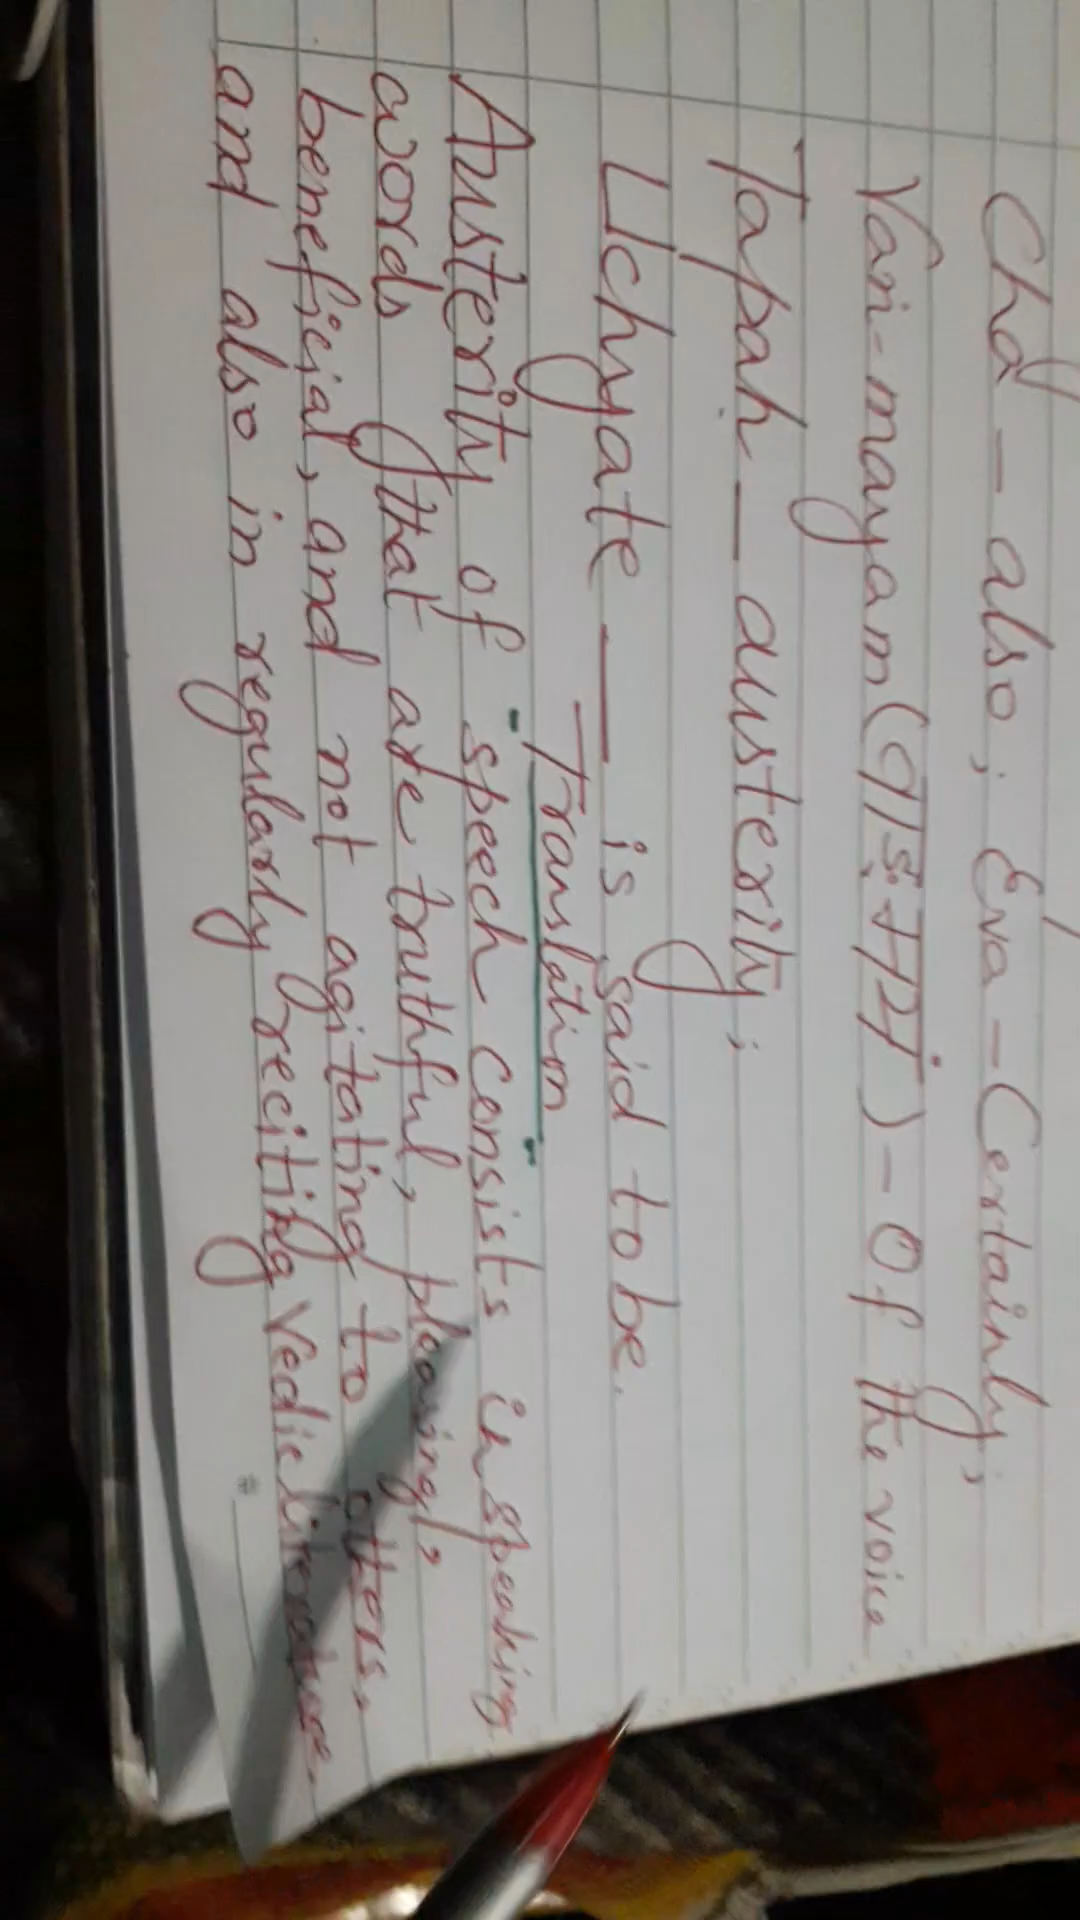 Cha - also; Eva - Certainly;
Van-mayam (वाङ्मयं) - Of the voice
Tapah - austerity;
Uchyate - is said to be.
Translation
Austerity of speech consists in speaking
words that are truthful, pleasing,
beneficial, and not agitating to others.
and also in regularly reciting Vedic literature.